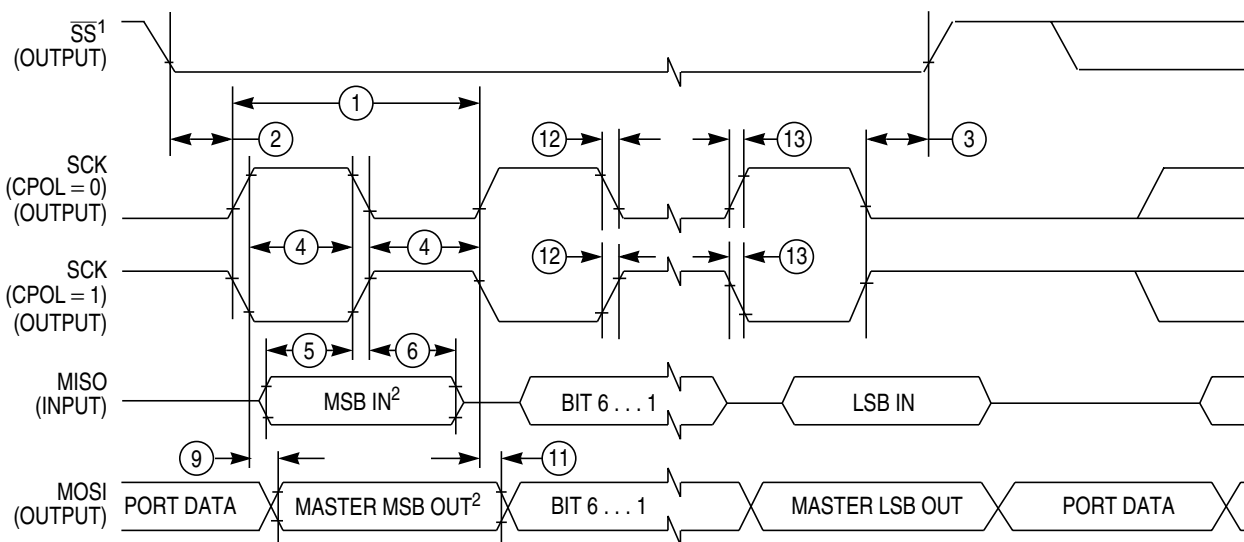 SS¹
(OUTPUT)
1
2
12
13
3
SCK
(CPOL = 0)
(OUTPUT)
4
4
12
13
SCK
(CPOL = 1)
(OUTPUT)
5
6
MISO
(INPUT)
MSB IN²
BIT 6 . . . 1
LSB IN
9
11
MOSI
(OUTPUT)
PORT DATA
MASTER MSB OUT²
BIT 6 . . . 1
MASTER LSB OUT
PORT DATA